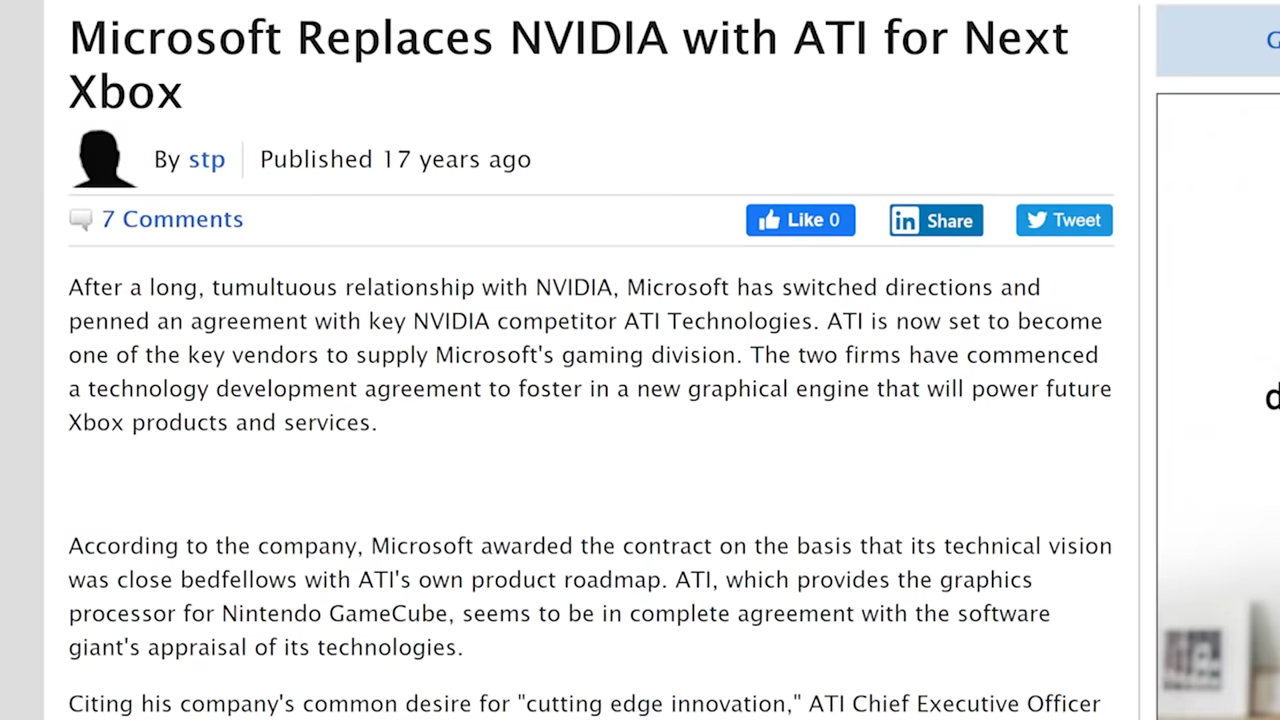 Microsoft Replaces NVIDIA with ATI for Next
Xbox
By stp Published 17 years ago
7 Comments
Like 0
in Share
Tweet
After a long, tumultuous relationship with NVIDIA, Microsoft has switched directions and
penned an agreement with key NVIDIA competitor ATI Technologies. ATI is now set to become
one of the key vendors to supply Microsoft's gaming division. The two firms have commenced
a technology development agreement to foster in a new graphical engine that will power future
Xbox products and services.
According to the company, Microsoft awarded the contract on the basis that its technical vision
was close bedfellows with ATI's own product roadmap. ATI, which provides the graphics
processor for Nintendo GameCube, seems to be in complete agreement with the software
giant's appraisal of its technologies.
Citing his company's common desire for "cutting edge innovation," ATI Chief Executive Officer